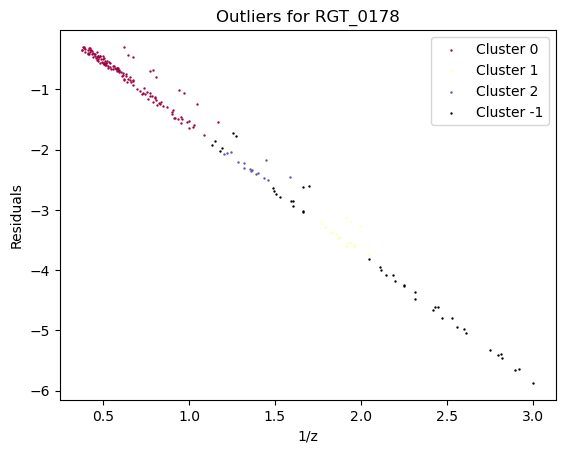 Outliers for RGT_0178
Cluster 0
Cluster 1
Cluster 2
Cluster -1
Residuals
−1
−2
−3
−4
−5
−6
0.5
1.0
1.5
2.0
2.5
3.0
1/z